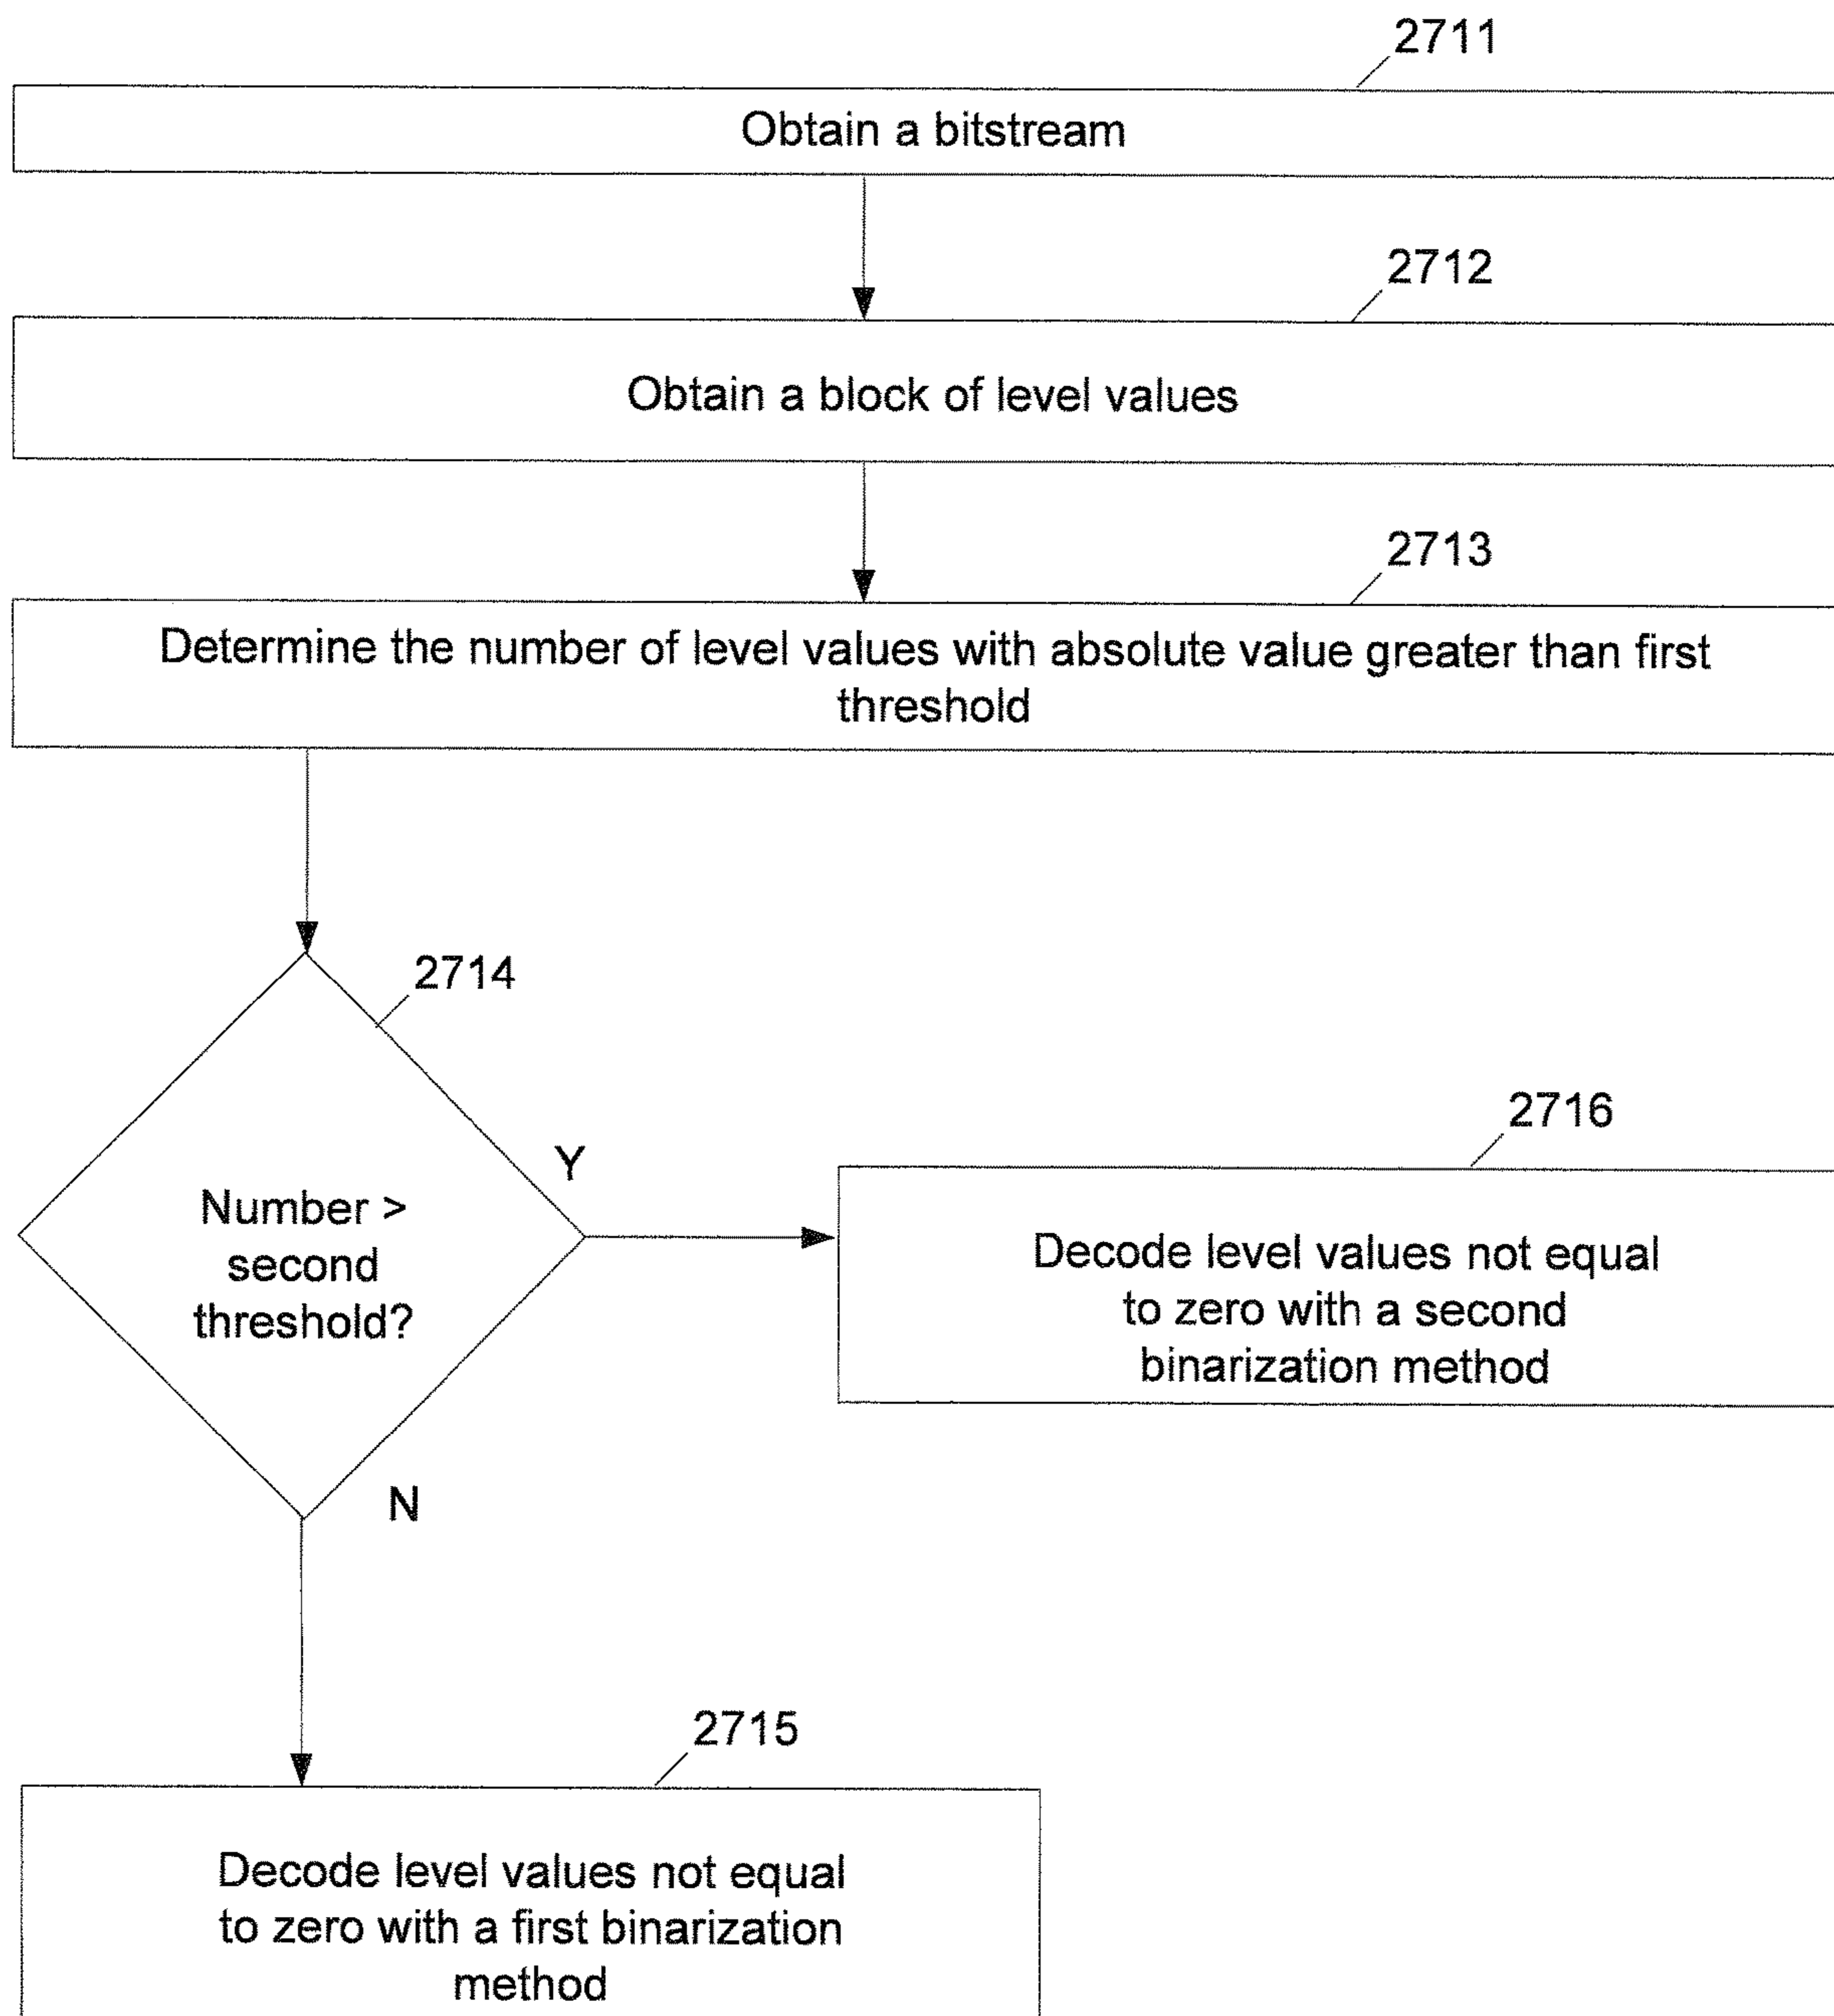 2711
Obtain a bitstream
2712
Obtain a block of level values
2713
Determine the number of level values with absolute value greater than first
threshold
2714
Number >
second
threshold?
Y
2716
Decode level values not equal
to zero with a second
binarization method
N
2715
Decode level values not equal
to zero with a first binarization
method